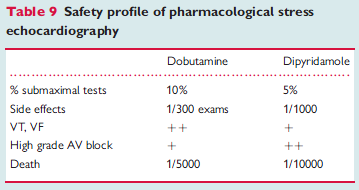 Table 9 Safety profile of pharmacological stress
echocardiography
Dobutamine Dipyridamole
% submaximal tests 10% 5%
Side effects 1/300 exams 1/1000
VT, VF ++ +
High grade AV block + ++
Death 1/5000 1/10000